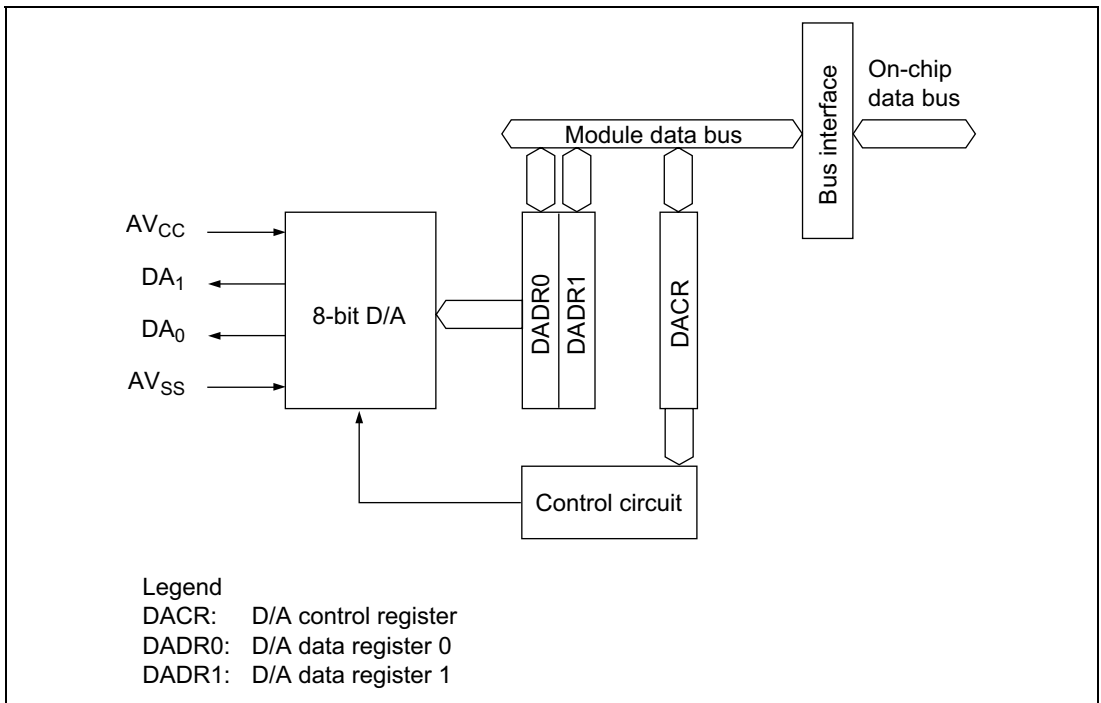 On-chip
data bus
Bus interface
Module data bus
AVCC
DA1
DA0
AVSS
8-bit D/A
DADR0
DADR1
DACR
Control circuit
Legend
DACR: D/A control register
DADR0: D/A data register 0
DADR1: D/A data register 1